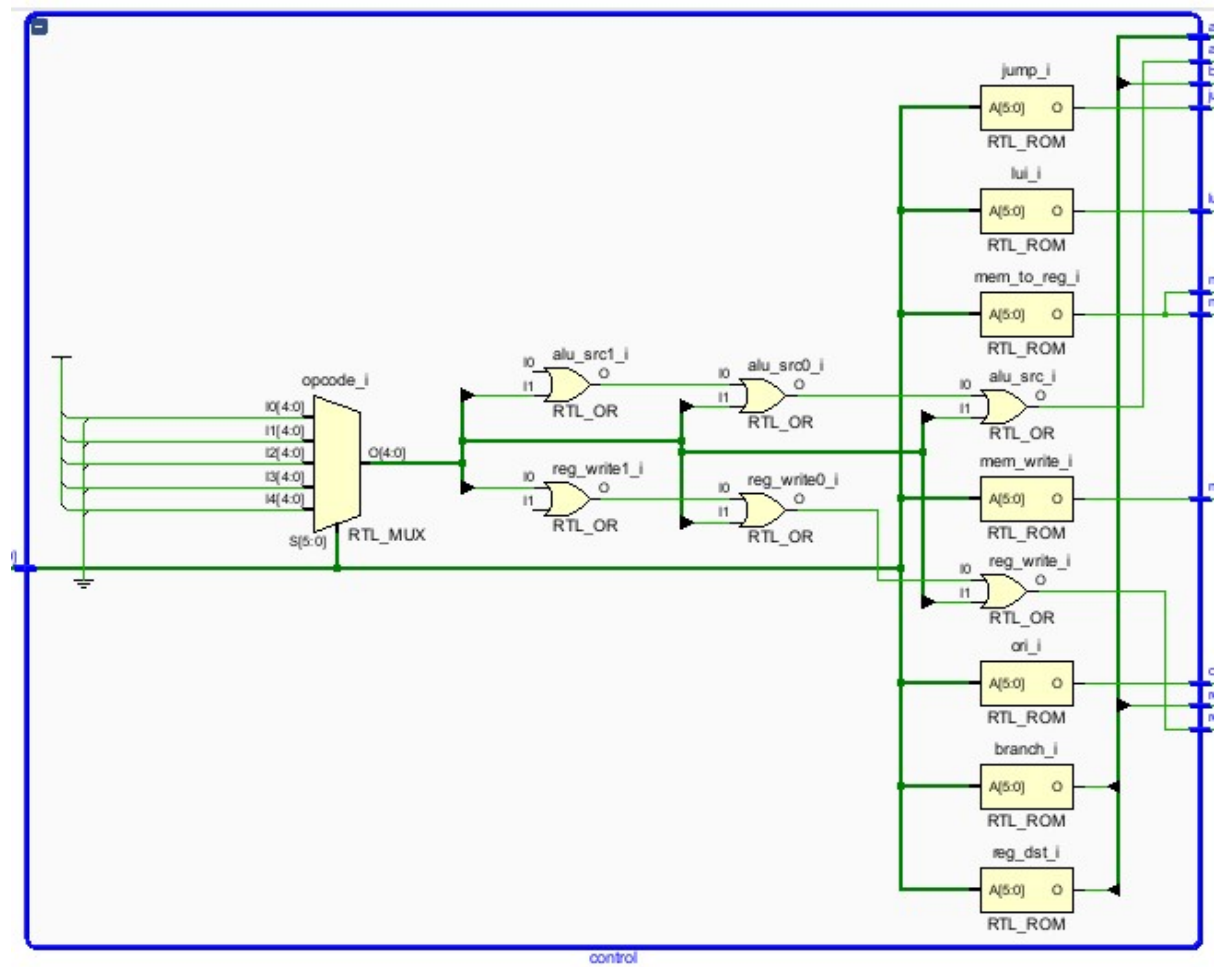 jump_i
A[5:0] O
RTL_ROM
lui_i
A[5:0] O
RTL_ROM
mem_to_reg_i
A[5:0] O
RTL_ROM
opcode_i
I0[4:0]
I1[4:0]
I2[4:0]
I3[4:0]
I4[4:0]
O[4:0]
S[5:0]
RTL_MUX
alu_src1_i
I0
I1
O
RTL_OR
alu_src0_i
I0
I1
O
RTL_OR
alu_src_i
I0
I1
O
RTL_OR
reg_write1_i
I0
I1
O
RTL_OR
reg_write0_i
I0
I1
O
RTL_OR
mem_write_i
A[5:0] O
RTL_ROM
reg_write_i
I0
I1
O
RTL_OR
ori_i
A[5:0] O
RTL_ROM
branch_i
A[5:0] O
RTL_ROM
reg_dst_i
A[5:0] O
RTL_ROM
control